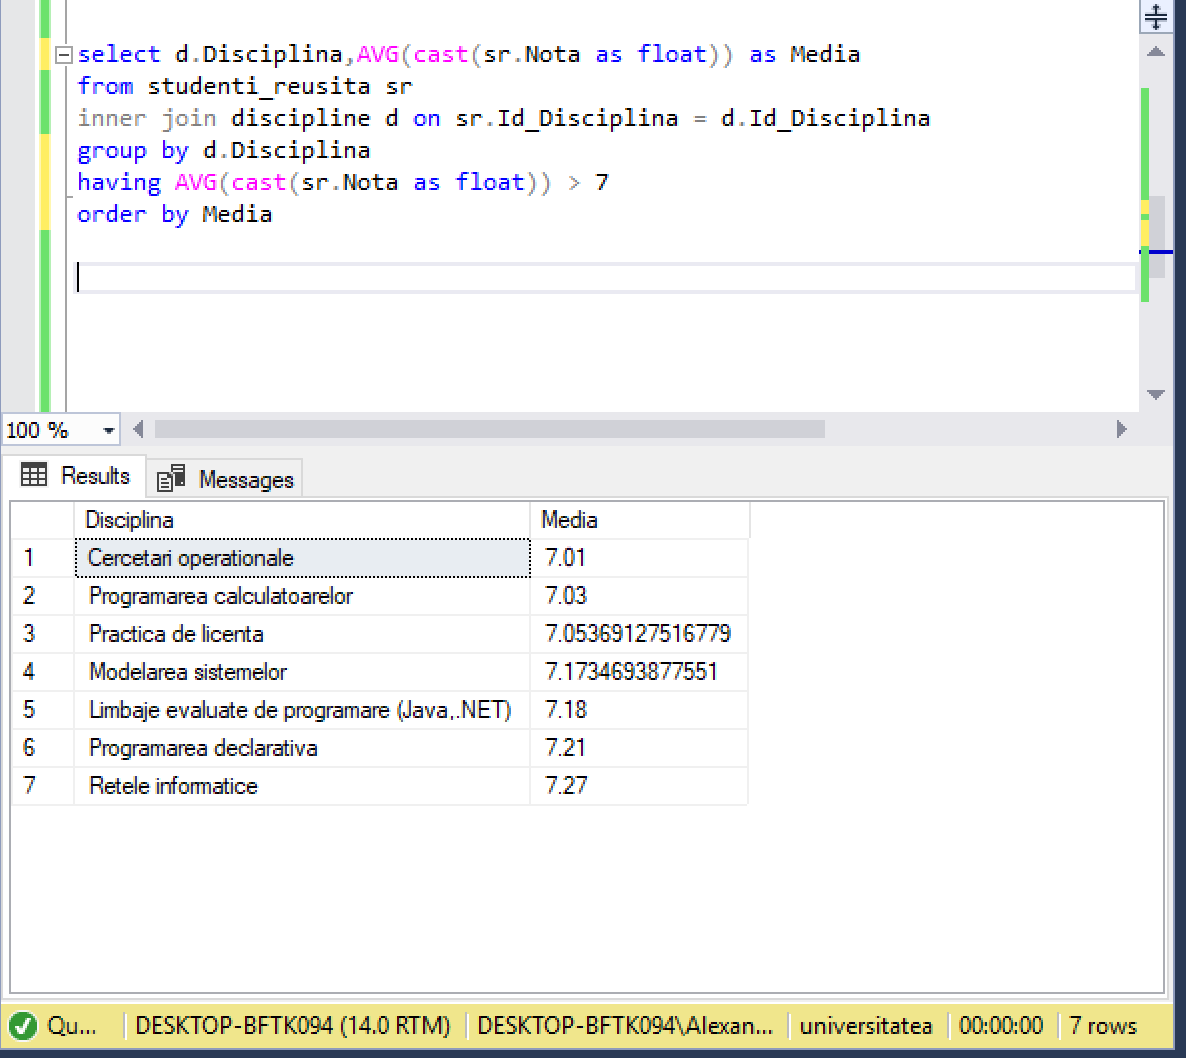 select d.Disciplina,AVG(cast(sr.Nota as float)) as Media
from studenti_reusita sr
inner join discipline d on sr.Id_Disciplina = d.Id_Disciplina
group by d.Disciplina
having AVG(cast(sr.Nota as float)) > 7
order by Media
100 %
Results Messages
Disciplina Media
1 Cercetari operationale 7.01
2 Programarea calculatoarelor 7.03
3 Practica de licenta 7.05369127516779
4 Modelarea sistemelor 7.1734693877551
5 Limbaje evaluate de programare (Java,.NET) 7.18
6 Programarea declarativa 7.21
7 Retele informatice 7.27
Qu... DESKTOP-BFTK094 (14.0 RTM) DESKTOP-BFTK094\Alexan... universitatea 00:00:00 7 rows